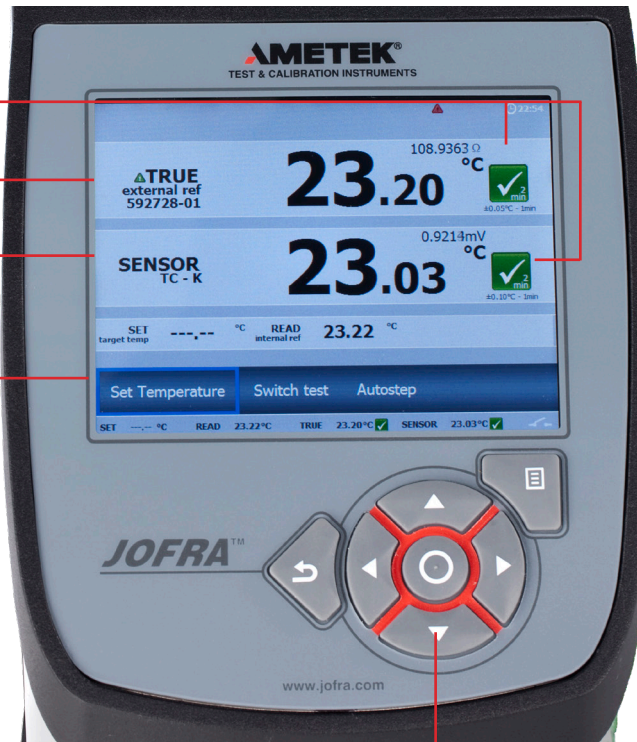 AMETEK®
TEST & CALIBRATION INSTRUMENTS
22:54
108.9363 Ω
TRUE
external ref
592728-01
23.20 °C
2 min
±0.05°C - 1min
0.9214mV
SENSOR
TC - K
23.03 °C
2 min
±0.10°C - 1min
SET target temp ---,-- °C READ internal ref 23.22 °C
Set Temperature Switch test Autostep
SET ---,-- °C READ 23.22°C TRUE 23.20°C SENSOR 23.03°C
JOFRA™
www.jofra.com